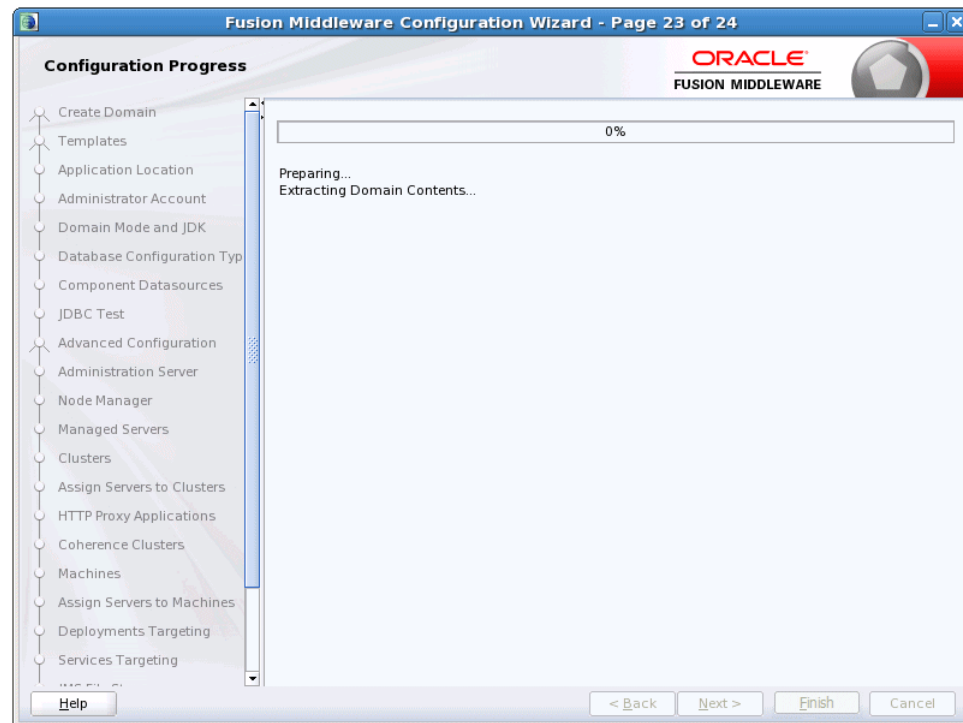 Fusion Middleware Configuration Wizard - Page 23 of 24
Configuration Progress
ORACLE
FUSION MIDDLEWARE
Create Domain
Templates
Application Location
Administrator Account
Domain Mode and JDK
Database Configuration Typ
Component Datasources
JDBC Test
Advanced Configuration
Administration Server
Node Manager
Managed Servers
Clusters
Assign Servers to Clusters
HTTP Proxy Applications
Coherence Clusters
Machines
Assign Servers to Machines
Deployments Targeting
Services Targeting
0%
Preparing...
Extracting Domain Contents...
Help
< Back
Next >
Finish
Cancel